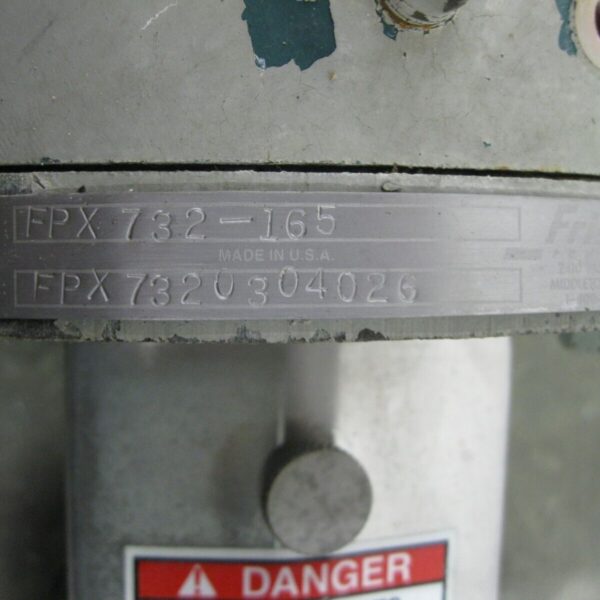 FPX 732-165
MADE IN U.S.A.
FPX 7320304026
DANGER